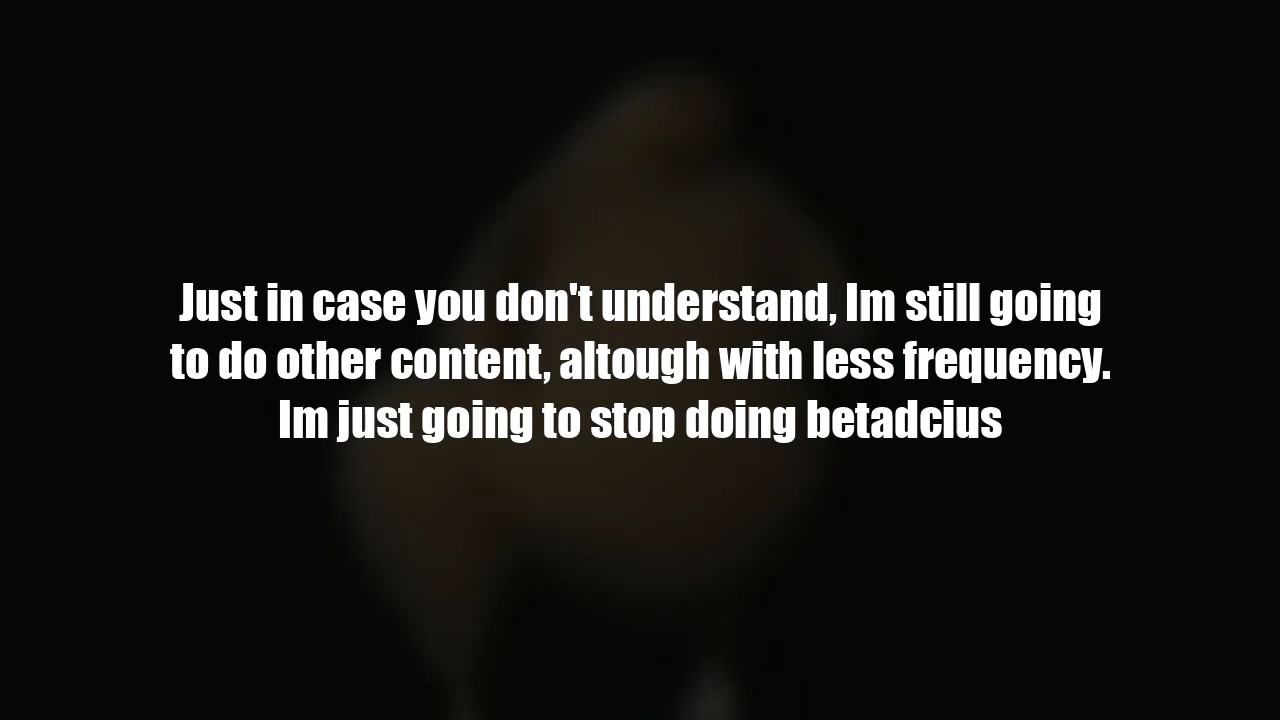 Just in case you don't understand, Im still going
to do other content, altough with less frequency.
Im just going to stop doing betadcius